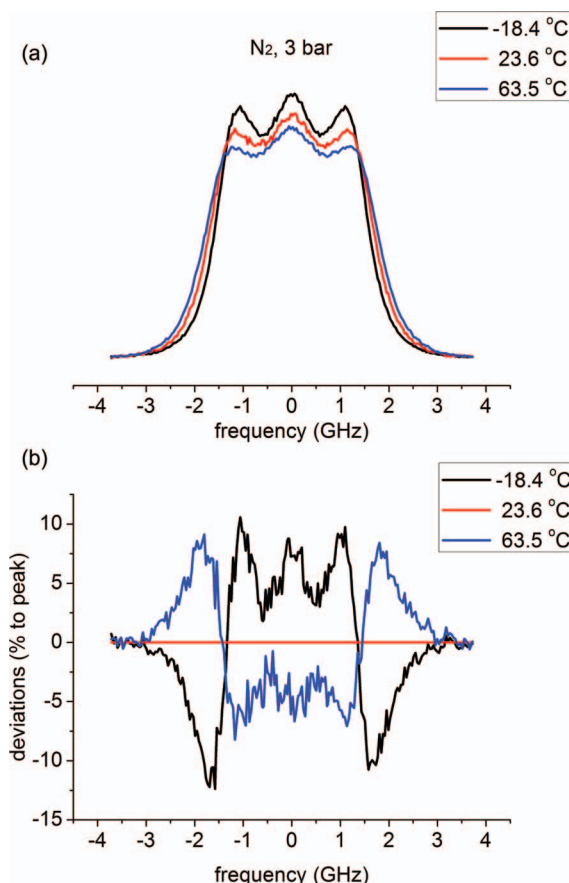 (a)
N₂, 3 bar
-18.4 °C
23.6 °C
63.5 °C
-4 -3 -2 -1 0 1 2 3 4
frequency (GHz)
(b)
-18.4 °C
23.6 °C
63.5 °C
10
5
0
-5
-10
-15
deviations (% to peak)
-4 -3 -2 -1 0 1 2 3 4
frequency (GHz)